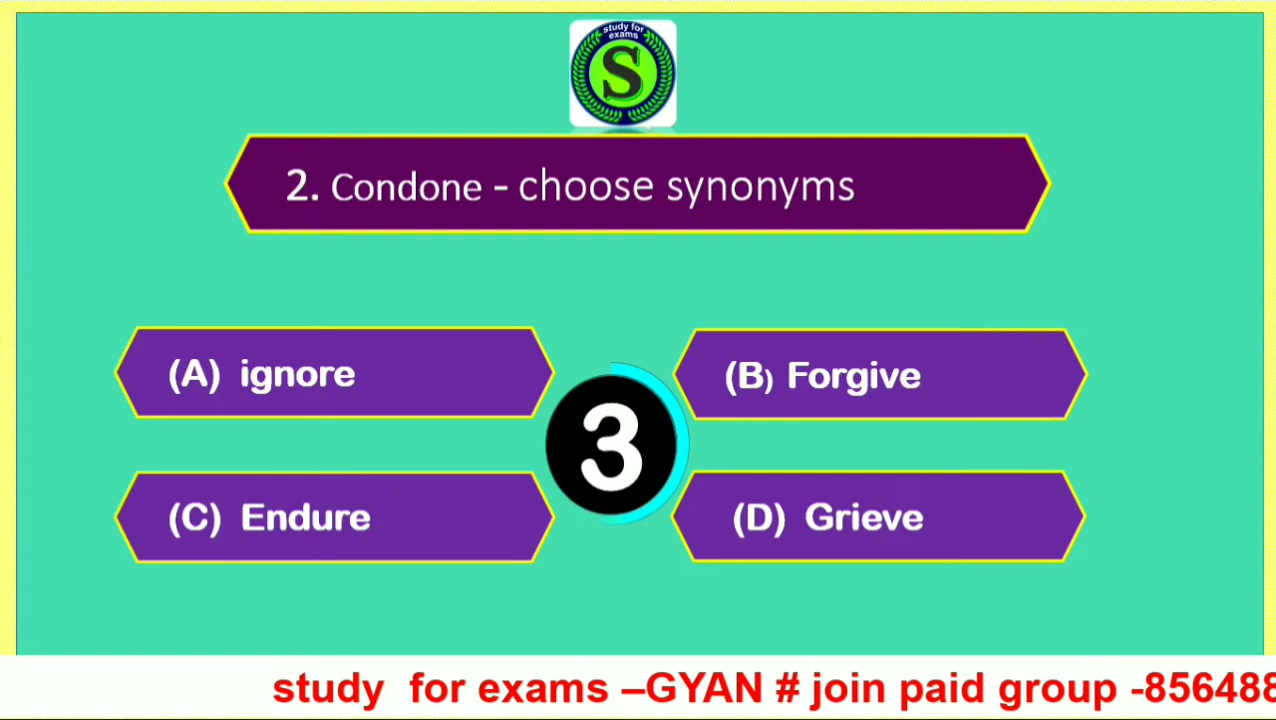 study for
exams
S
2. Condone - choose synonyms
(A) ignore
(B) Forgive
3
(C) Endure
(D) Grieve
study for exams –GYAN # join paid group -856488